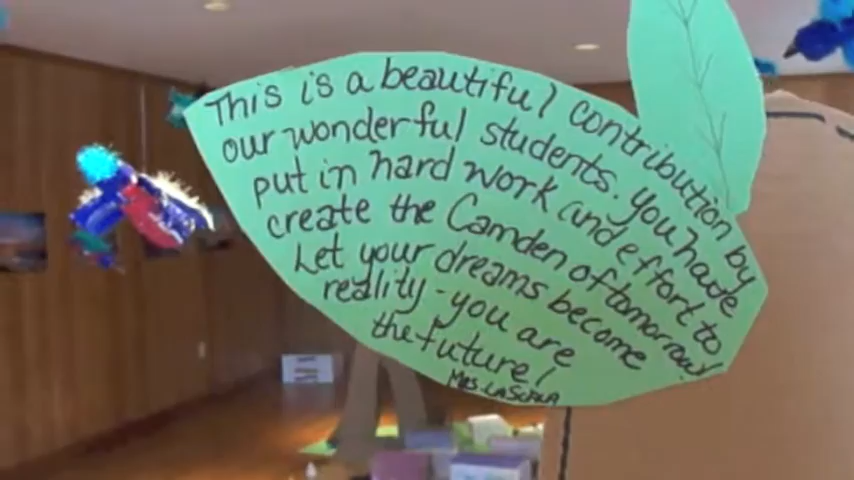 This is a beautiful contribution by
our wonderful students. You have
put in hard work and effort to
create the Camden of tomorrow!
Let your dreams become
reality - you are
the future!
Mrs. LaScala